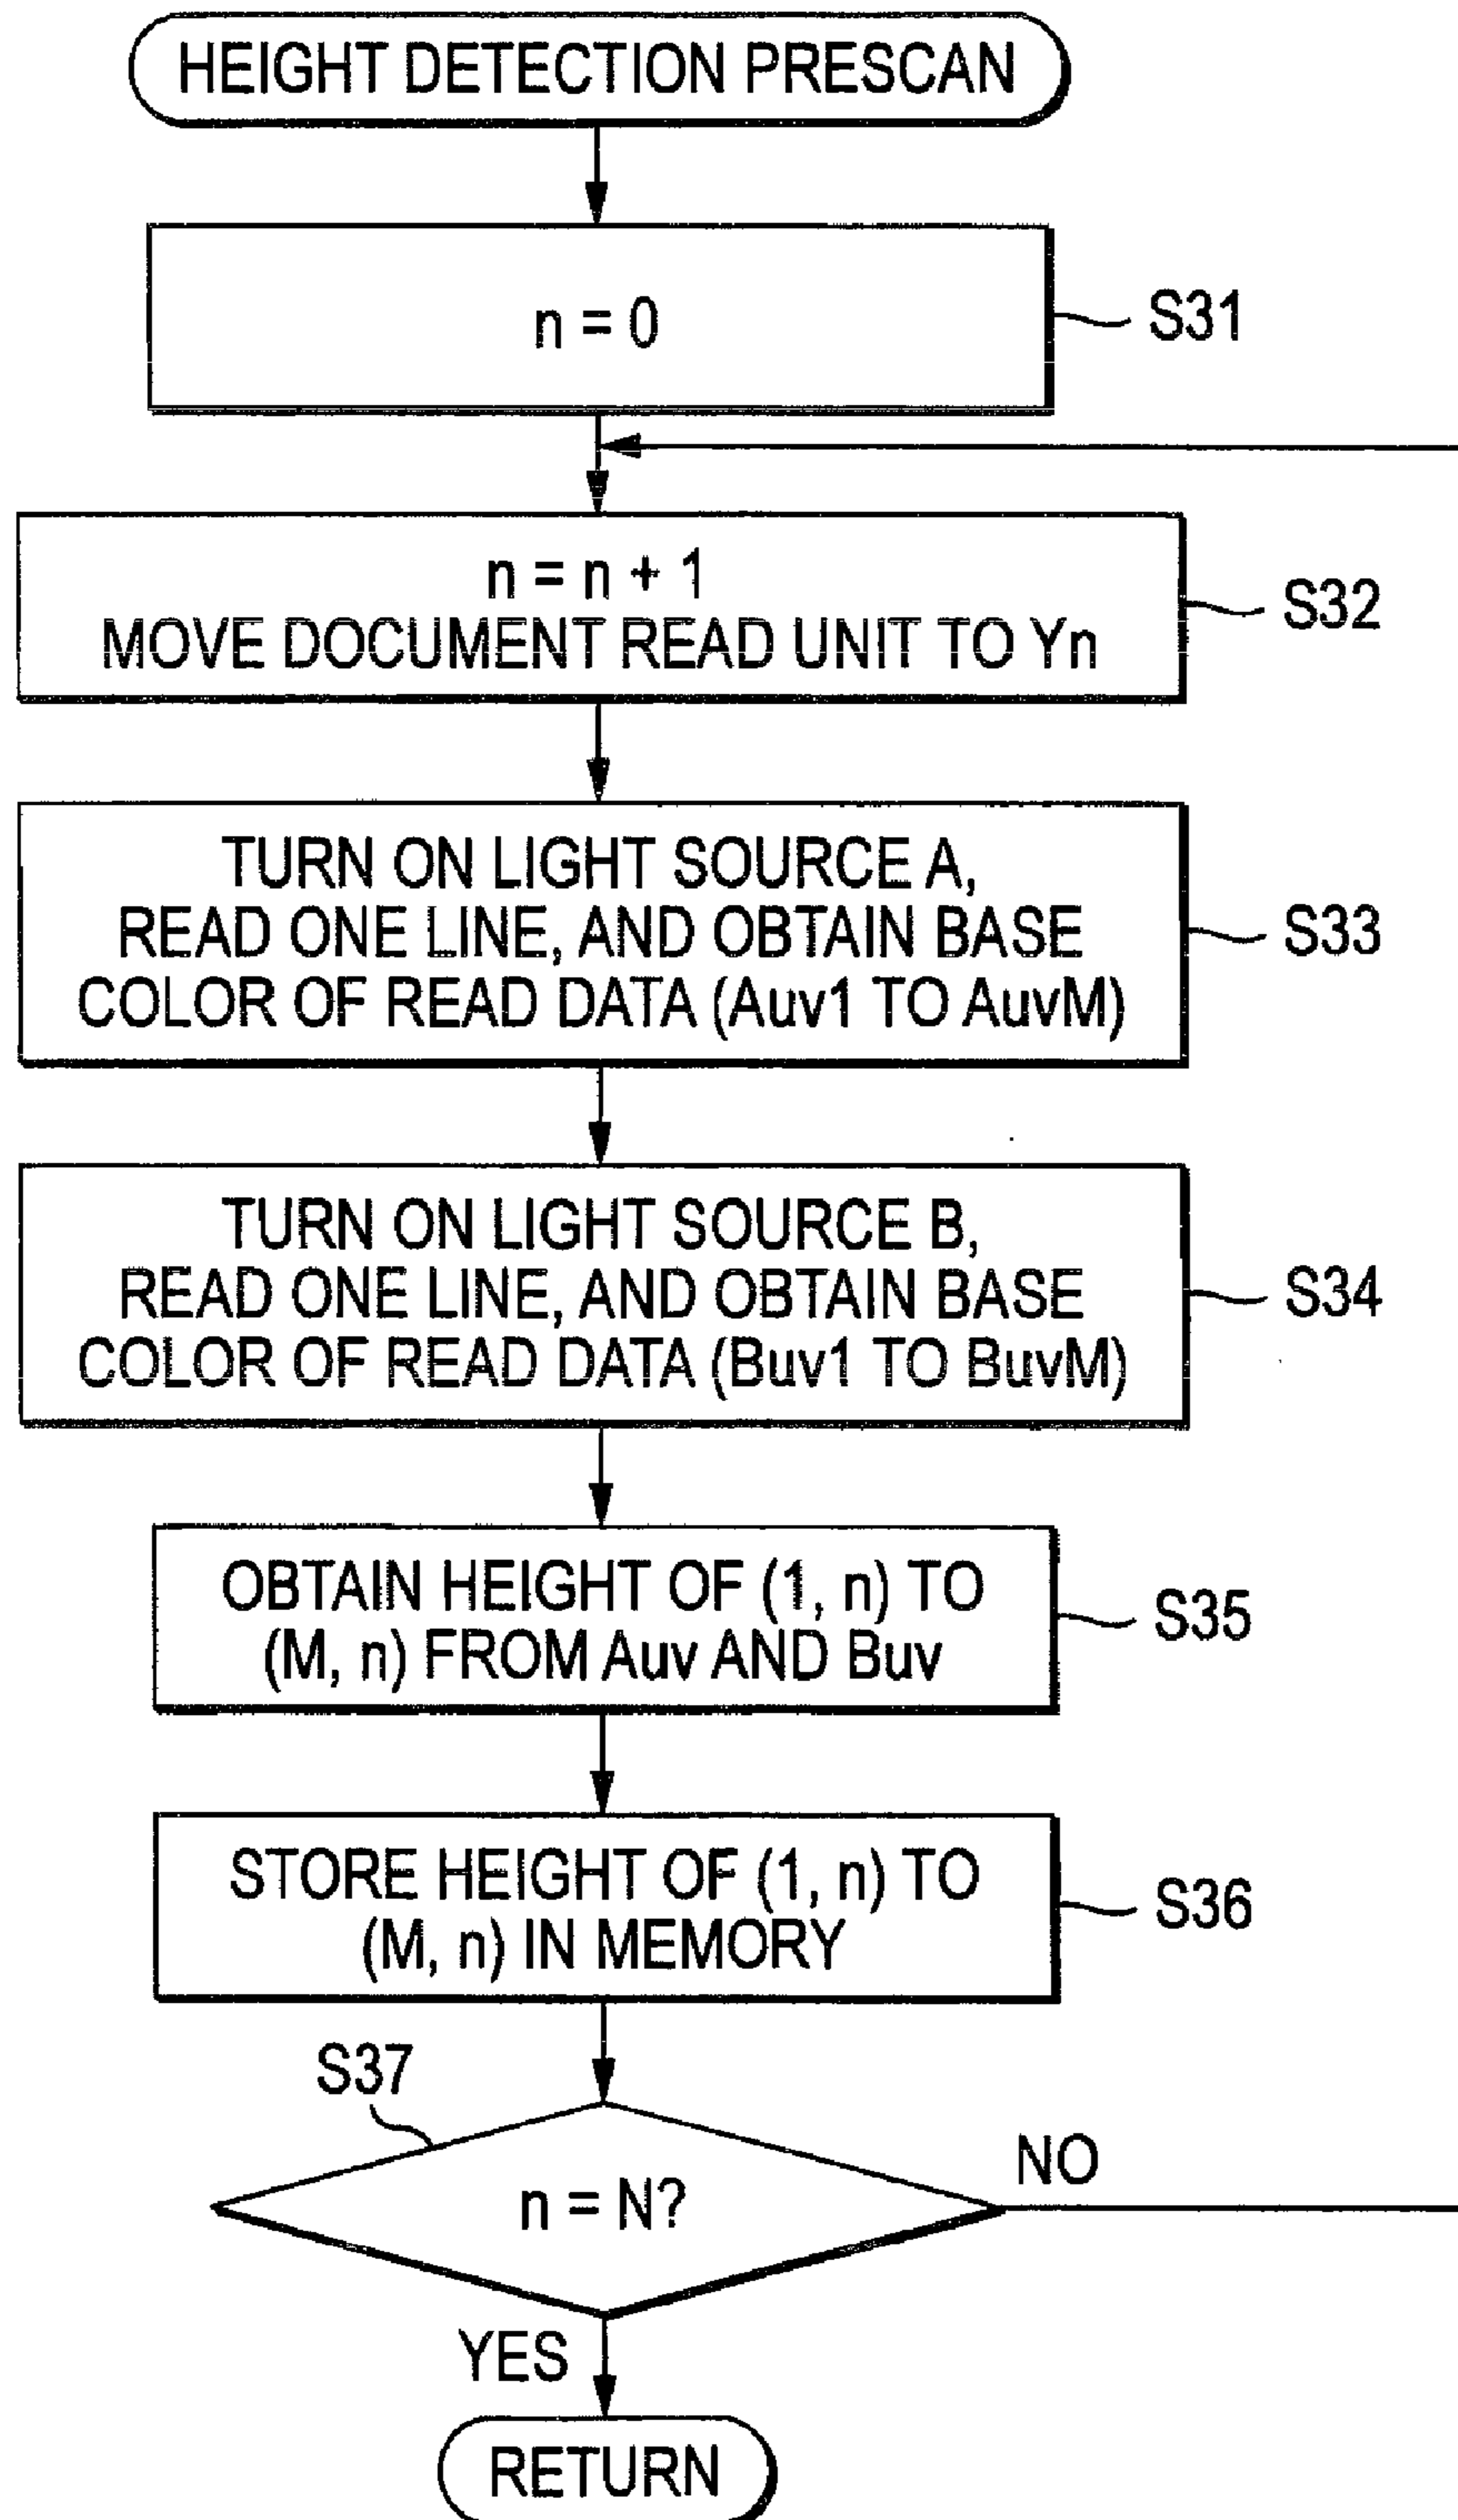 HEIGHT DETECTION PRESCAN
n = 0
S31
n = n + 1
MOVE DOCUMENT READ UNIT TO Yn
S32
TURN ON LIGHT SOURCE A,
READ ONE LINE, AND OBTAIN BASE
COLOR OF READ DATA (Auv1 TO AuvM)
S33
TURN ON LIGHT SOURCE B,
READ ONE LINE, AND OBTAIN BASE
COLOR OF READ DATA (Buv1 TO BuvM)
S34
OBTAIN HEIGHT OF (1, n) TO
(M, n) FROM Auv AND Buv
S35
STORE HEIGHT OF (1, n) TO
(M, n) IN MEMORY
S36
S37
n = N?
NO
YES
RETURN